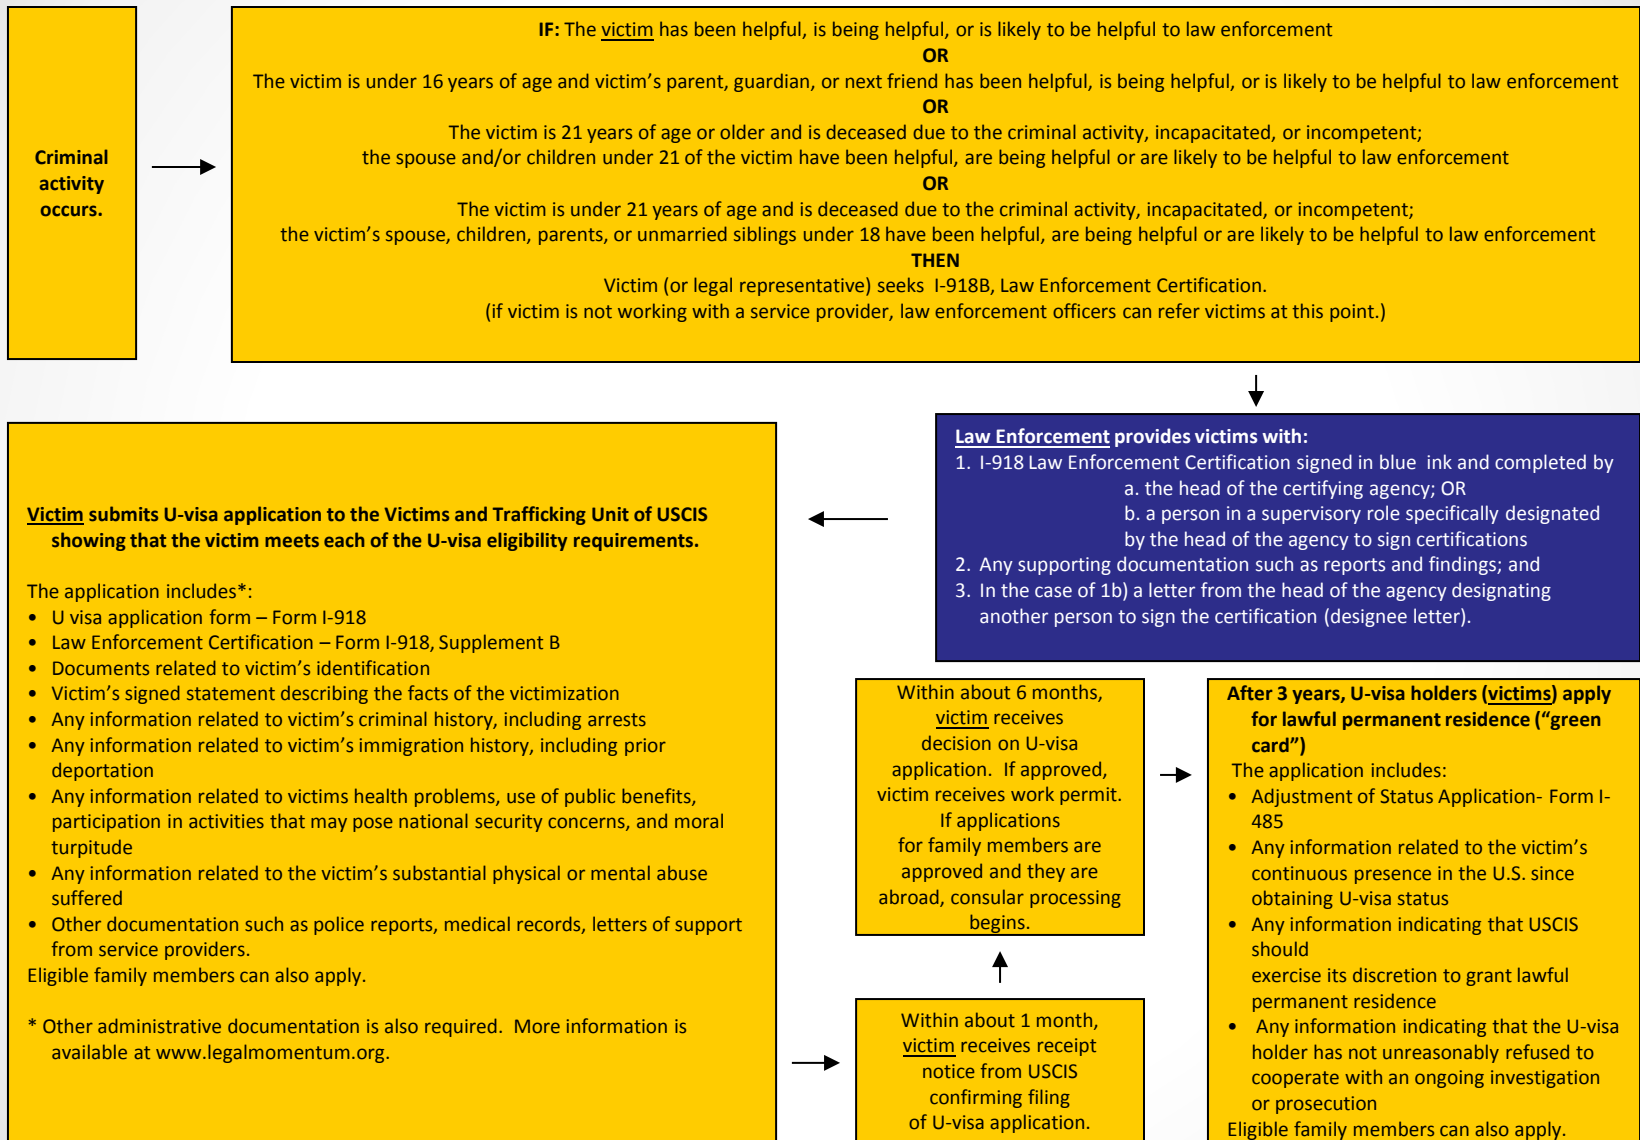 Criminal
activity
occurs.
IF: The victim has been helpful, is being helpful, or is likely to be helpful to law enforcement
OR
The victim is under 16 years of age and victim’s parent, guardian, or next friend has been helpful, is being helpful, or is likely to be helpful to law enforcement
OR
The victim is 21 years of age or older and is deceased due to the criminal activity, incapacitated, or incompetent;
the spouse and/or children under 21 of the victim have been helpful, are being helpful or are likely to be helpful to law enforcement
OR
The victim is under 21 years of age and is deceased due to the criminal activity, incapacitated, or incompetent;
the victim’s spouse, children, parents, or unmarried siblings under 18 have been helpful, are being helpful or are likely to be helpful to law enforcement
THEN
Victim (or legal representative) seeks I-918B, Law Enforcement Certification.
(if victim is not working with a service provider, law enforcement officers can refer victims at this point.)
Law Enforcement provides victims with:
1. I-918 Law Enforcement Certification signed in blue ink and completed by
a. the head of the certifying agency; OR
b. a person in a supervisory role specifically designated
by the head of the agency to sign certifications
2. Any supporting documentation such as reports and findings; and
3. In the case of 1b) a letter from the head of the agency designating
another person to sign the certification (designee letter).
Victim submits U-visa application to the Victims and Trafficking Unit of USCIS
showing that the victim meets each of the U-visa eligibility requirements.
The application includes*:
• U visa application form – Form I-918
• Law Enforcement Certification – Form I-918, Supplement B
• Documents related to victim’s identification
• Victim’s signed statement describing the facts of the victimization
• Any information related to victim’s criminal history, including arrests
• Any information related to victim’s immigration history, including prior
deportation
• Any information related to victims health problems, use of public benefits,
participation in activities that may pose national security concerns, and moral
turpitude
• Any information related to the victim’s substantial physical or mental abuse
suffered
• Other documentation such as police reports, medical records, letters of support
from service providers.
Eligible family members can also apply.
* Other administrative documentation is also required. More information is
available at www.legalmomentum.org.
Within about 1 month,
victim receives receipt
notice from USCIS
confirming filing
of U-visa application.
Within about 6 months,
victim receives
decision on U-visa
application. If approved,
victim receives work permit.
If applications
for family members are
approved and they are
abroad, consular processing
begins.
After 3 years, U-visa holders (victims) apply
for lawful permanent residence (“green
card”)
The application includes:
• Adjustment of Status Application- Form I-
485
• Any information related to the victim’s
continuous presence in the U.S. since
obtaining U-visa status
• Any information indicating that USCIS
should
exercise its discretion to grant lawful
permanent residence
• Any information indicating that the U-visa
holder has not unreasonably refused to
cooperate with an ongoing investigation
or prosecution
Eligible family members can also apply.